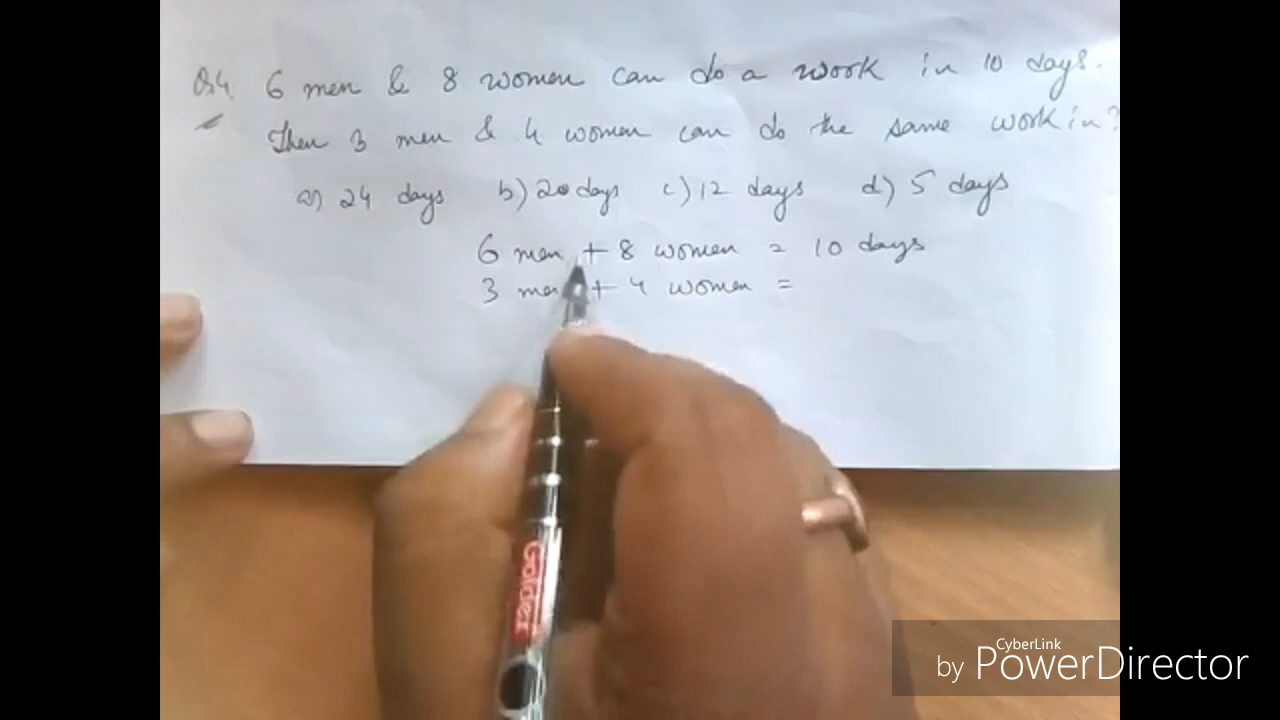 Q4. 6 men & 8 women can do a work in 10 days.
Then 3 men & 4 women can do the same work in?
a) 24 days b) 20 days c) 12 days d) 5 days
6 men + 8 women = 10 days
3 men + 4 women =
Golder
CyberLink
by PowerDirector